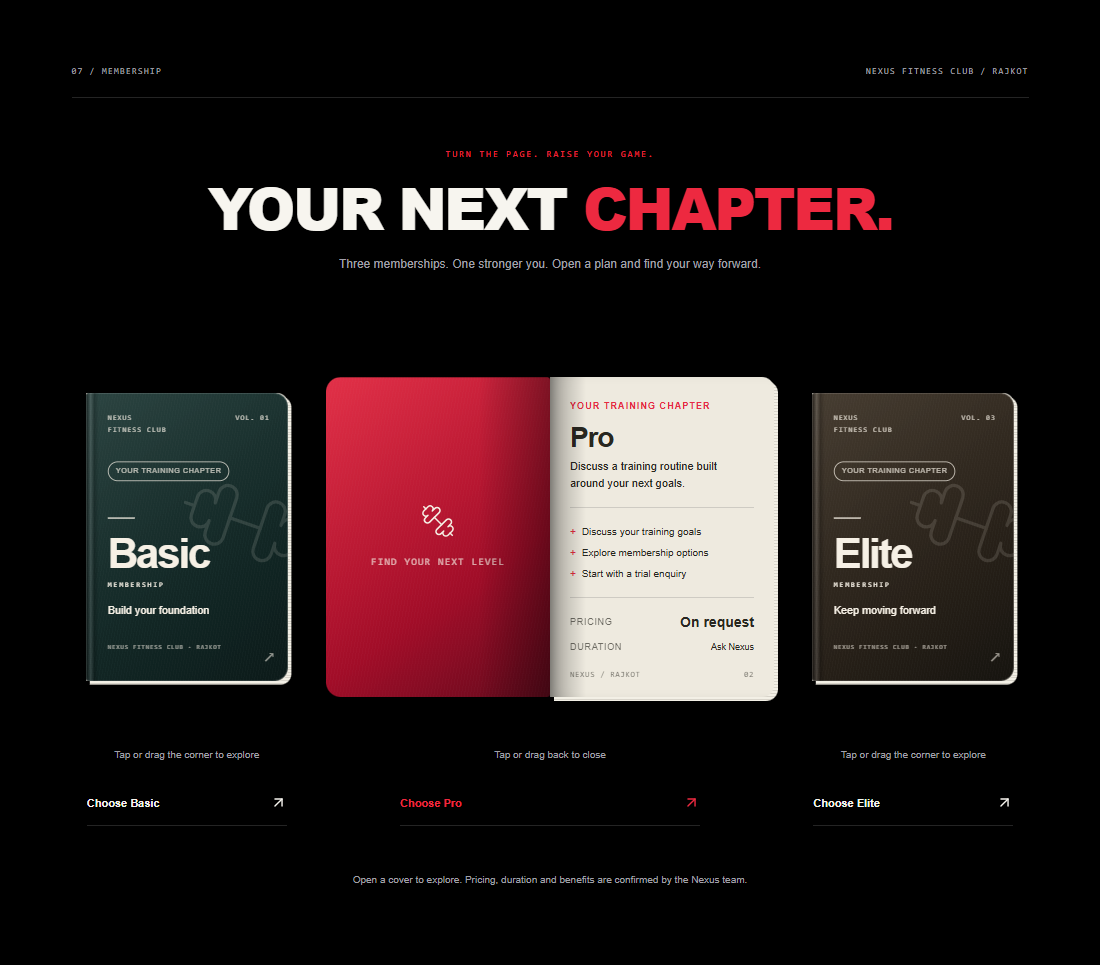 07 / MEMBERSHIP
NEXUS FITNESS CLUB / RAJKOT
TURN THE PAGE. RAISE YOUR GAME.
YOUR NEXT CHAPTER.
Three memberships. One stronger you. Open a plan and find your way forward.
NEXUS
FITNESS CLUB
VOL. 01
YOUR TRAINING CHAPTER
Basic
MEMBERSHIP
Build your foundation
NEXUS FITNESS CLUB - RAJKOT
FIND YOUR NEXT LEVEL
YOUR TRAINING CHAPTER
Pro
Discuss a training routine built
around your next goals.
+ Discuss your training goals
+ Explore membership options
+ Start with a trial enquiry
PRICING On request
DURATION Ask Nexus
NEXUS / RAJKOT 02
NEXUS
FITNESS CLUB
VOL. 03
YOUR TRAINING CHAPTER
Elite
MEMBERSHIP
Keep moving forward
NEXUS FITNESS CLUB - RAJKOT
Tap or drag the corner to explore
Tap or drag back to close
Tap or drag the corner to explore
Choose Basic
Choose Pro
Choose Elite
Open a cover to explore. Pricing, duration and benefits are confirmed by the Nexus team.